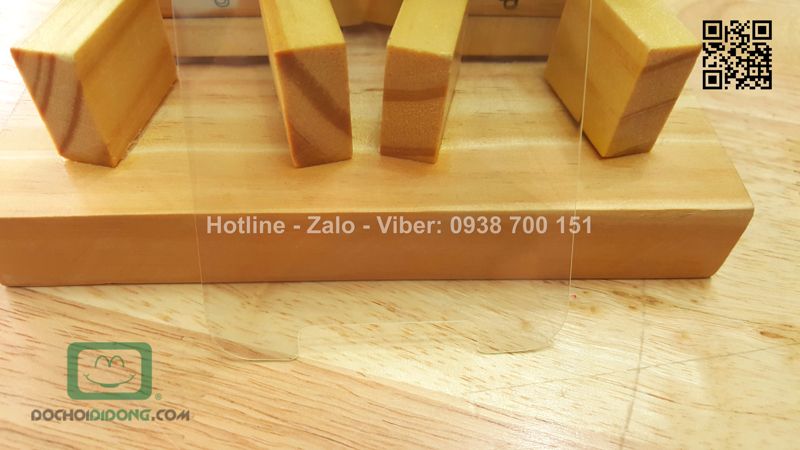 Hotline - Zalo - Viber: 0938 700 151
DOCHOIDIDONG.COM
®